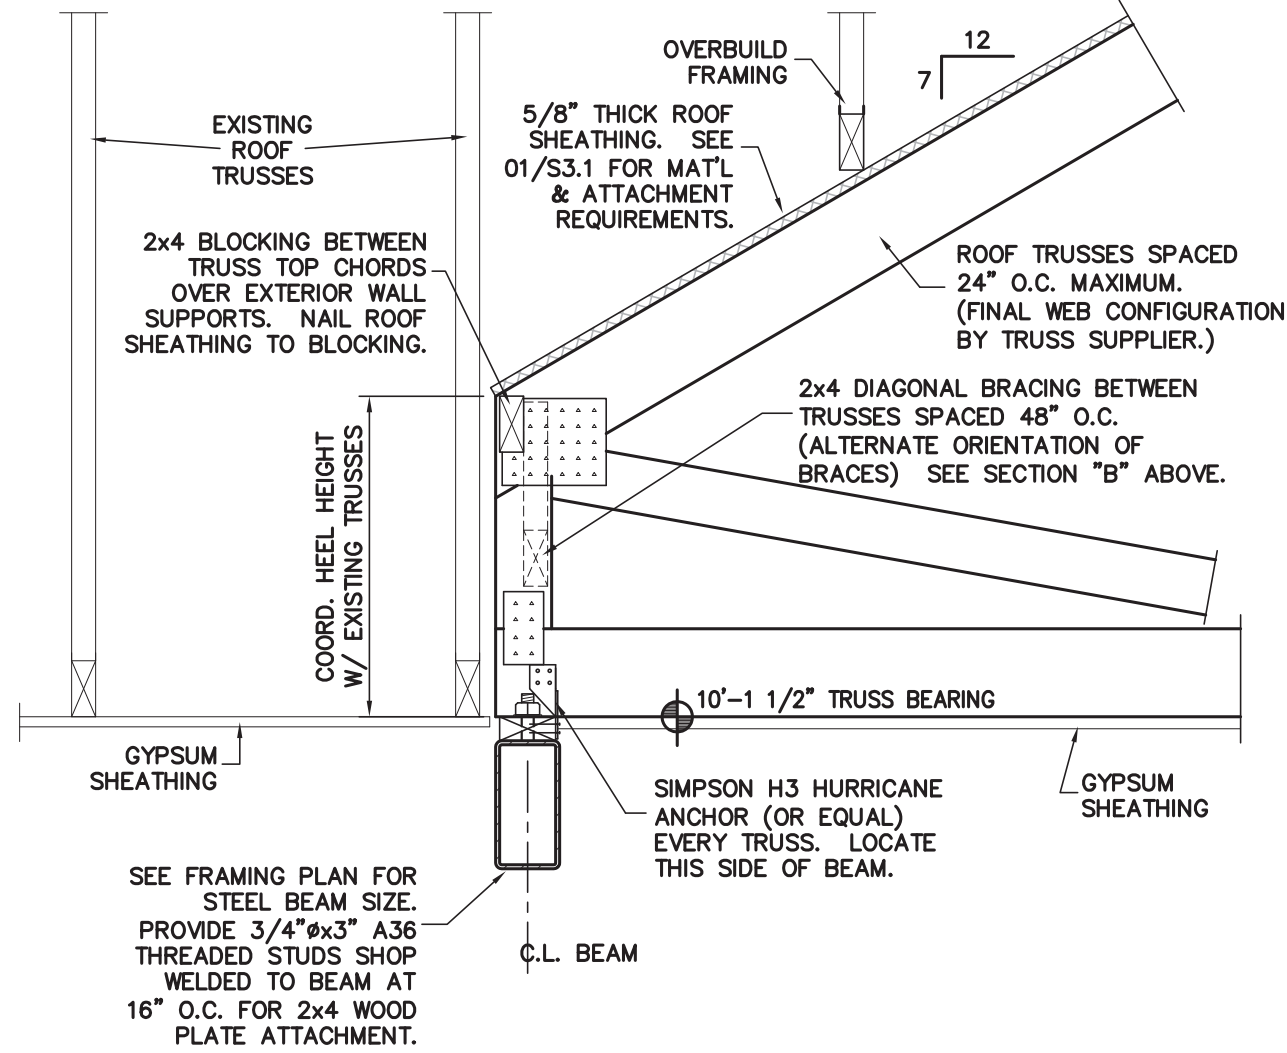 OVERBUILD
FRAMING
12
7
5/8" THICK ROOF
SHEATHING. SEE
01/S3.1 FOR MAT'L
& ATTACHMENT
REQUIREMENTS.
EXISTING
ROOF
TRUSSES
2x4 BLOCKING BETWEEN
TRUSS TOP CHORDS
OVER EXTERIOR WALL
SUPPORTS. NAIL ROOF
SHEATHING TO BLOCKING.
ROOF TRUSSES SPACED
24" O.C. MAXIMUM.
(FINAL WEB CONFIGURATION
BY TRUSS SUPPLIER.)
2x4 DIAGONAL BRACING BETWEEN
TRUSSES SPACED 48" O.C.
(ALTERNATE ORIENTATION OF
BRACES) SEE SECTION "B" ABOVE.
COORD. HEEL HEIGHT
W/ EXISTING TRUSSES
10'-1 1/2" TRUSS BEARING
GYPSUM
SHEATHING
SIMPSON H3 HURRICANE
ANCHOR (OR EQUAL)
EVERY TRUSS. LOCATE
THIS SIDE OF BEAM.
GYPSUM
SHEATHING
SEE FRAMING PLAN FOR
STEEL BEAM SIZE.
PROVIDE 3/4"øx3" A36
THREADED STUDS SHOP
WELDED TO BEAM AT
16" O.C. FOR 2x4 WOOD
PLATE ATTACHMENT.
C.L. BEAM